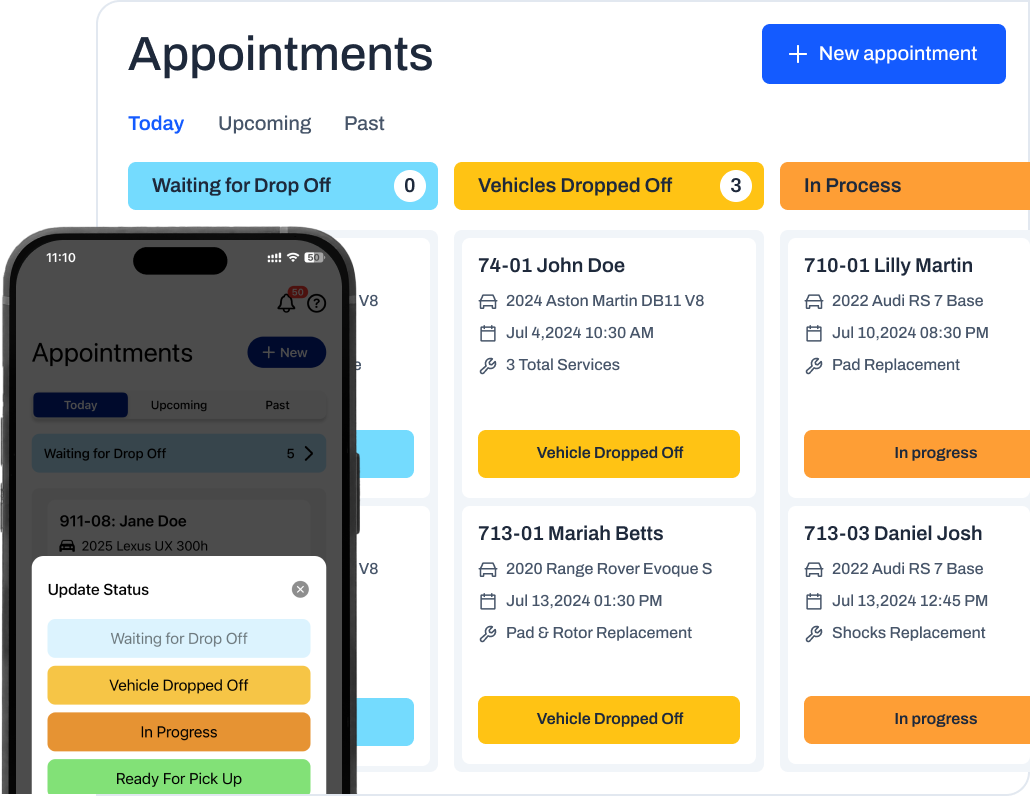 Appointments
+ New appointment
Today Upcoming Past
Waiting for Drop Off 0
Vehicles Dropped Off 3
In Process
V8
e
V8
74-01 John Doe
2024 Aston Martin DB11 V8
Jul 4,2024 10:30 AM
3 Total Services
Vehicle Dropped Off
713-01 Mariah Betts
2020 Range Rover Evoque S
Jul 13,2024 01:30 PM
Pad & Rotor Replacement
Vehicle Dropped Off
710-01 Lilly Martin
2022 Audi RS 7 Base
Jul 10,2024 08:30 PM
Pad Replacement
In progress
713-03 Daniel Josh
2022 Audi RS 7 Base
Jul 13,2024 12:45 PM
Shocks Replacement
In progress
11:10
50
50
?
Appointments
+ New
Today Upcoming Past
Waiting for Drop Off 5
911-08: Jane Doe
2025 Lexus UX 300h
Update Status
Waiting for Drop Off
Vehicle Dropped Off
In Progress
Ready For Pick Up